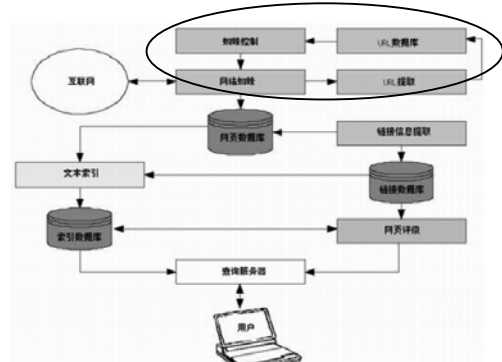 蜘蛛控制
URL数据库
互联网
网络蜘蛛
URL提取
网页数据库
链接信息提取
文本索引
链接数据库
索引数据库
网页评级
查询服务器
用户